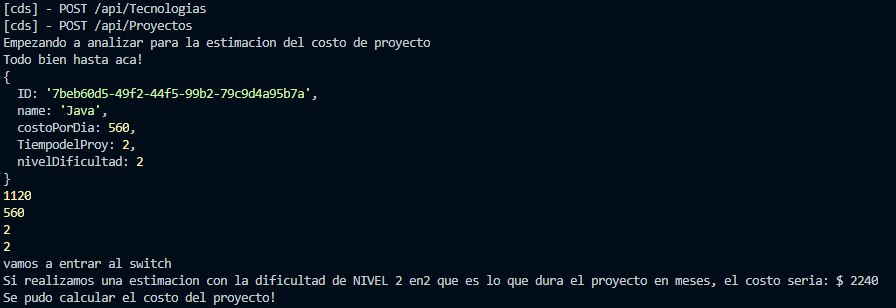 [cds] - POST /api/Tecnologias
[cds] - POST /api/Proyectos
Empezando a analizar para la estimacion del costo de proyecto
Todo bien hasta aca!
{
  ID: '7beb60d5-49f2-44f5-99b2-79c9d4a95b7a',
  name: 'Java',
  costoPorDia: 560,
  TiempodelProy: 2,
  nivelDificultad: 2
}
1120
560
2
2
vamos a entrar al switch
Si realizamos una estimacion con la dificultad de NIVEL 2 en2 que es lo que dura el proyecto en meses, el costo seria: $ 2240
Se pudo calcular el costo del proyecto!